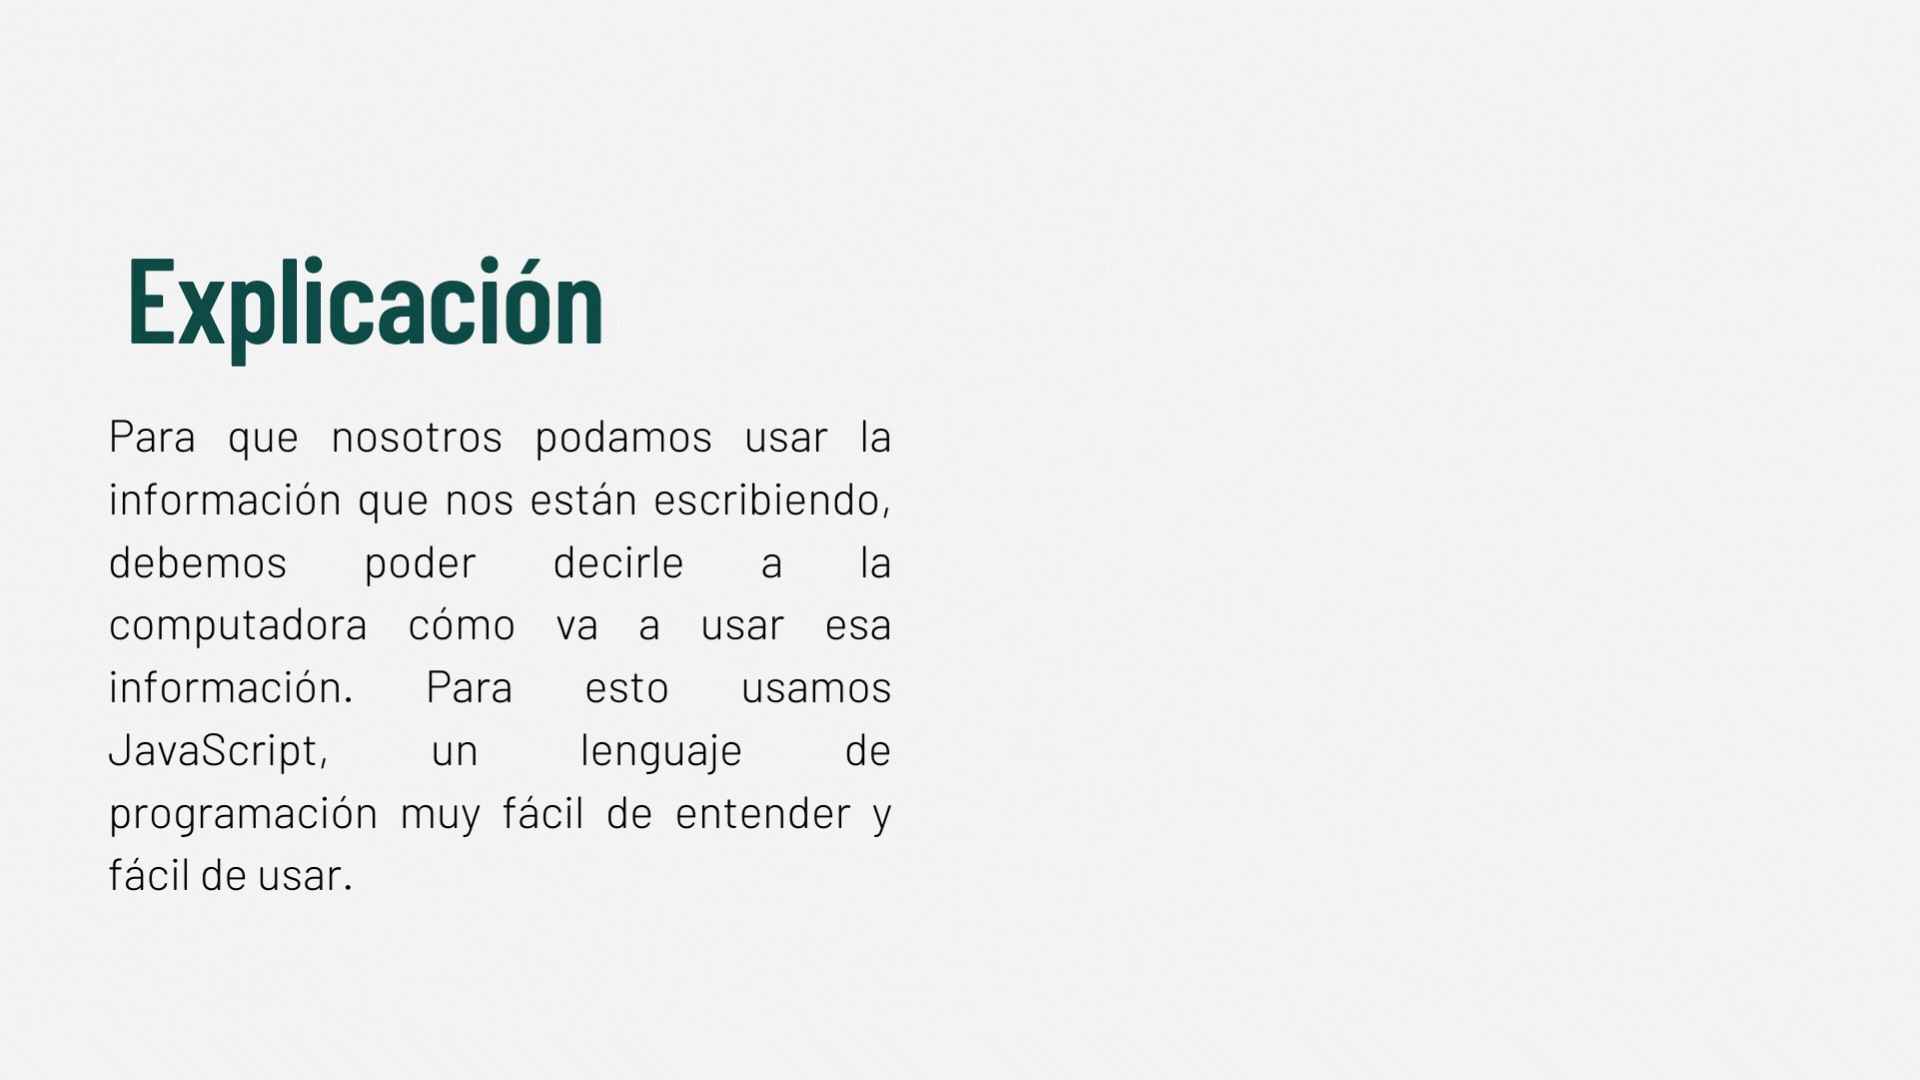 Explicación
Para que nosotros podamos usar la
información que nos están escribiendo,
debemos poder decirle a la
computadora cómo va a usar esa
información. Para esto usamos
JavaScript, un lenguaje de
programación muy fácil de entender y
fácil de usar.